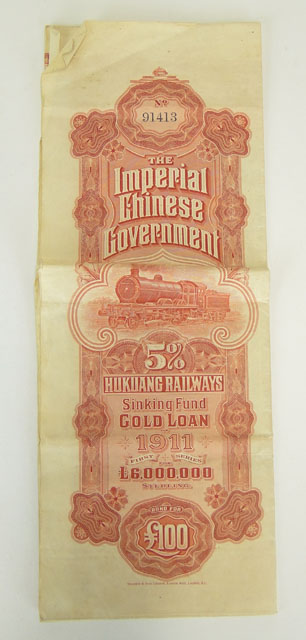 No
91413
THE
Imperial
Chinese
Government
5%
HUKUANG RAILWAYS
Sinking Fund
GOLD LOAN
1911
FIRST SERIES
£6,000,000
STERLING.
BOND FOR
£100